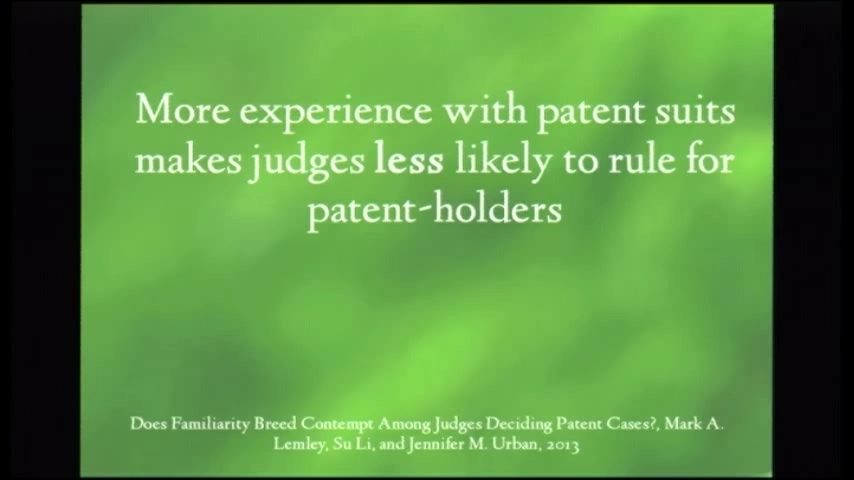 More experience with patent suits
makes judges less likely to rule for
patent-holders
Does Familiarity Breed Contempt Among Judges Deciding Patent Cases?, Mark A.
Lemley, Su Li, and Jennifer M. Urban, 2013